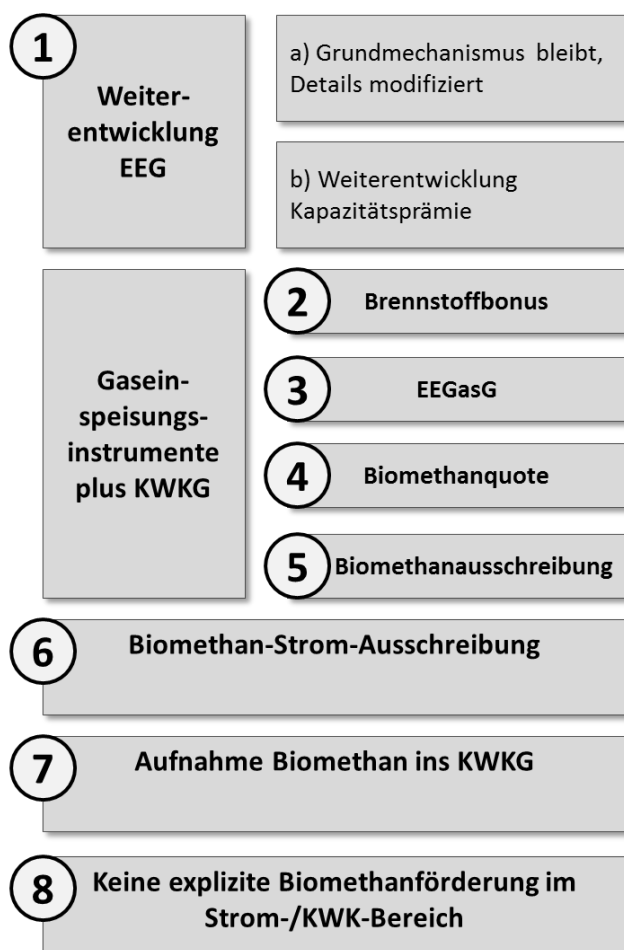 1
Weiter-
entwicklung
EEG
a) Grundmechanismus bleibt,
Details modifiziert
b) Weiterentwicklung
Kapazitätsprämie
Gasein-
speisungs-
instrumente
plus KWKG
2
Brennstoffbonus
3
EEGasG
4
Biomethanquote
5
Biomethanausschreibung
6
Biomethan-Strom-Ausschreibung
7
Aufnahme Biomethan ins KWKG
8
Keine explizite Biomethanförderung im
Strom-/KWK-Bereich